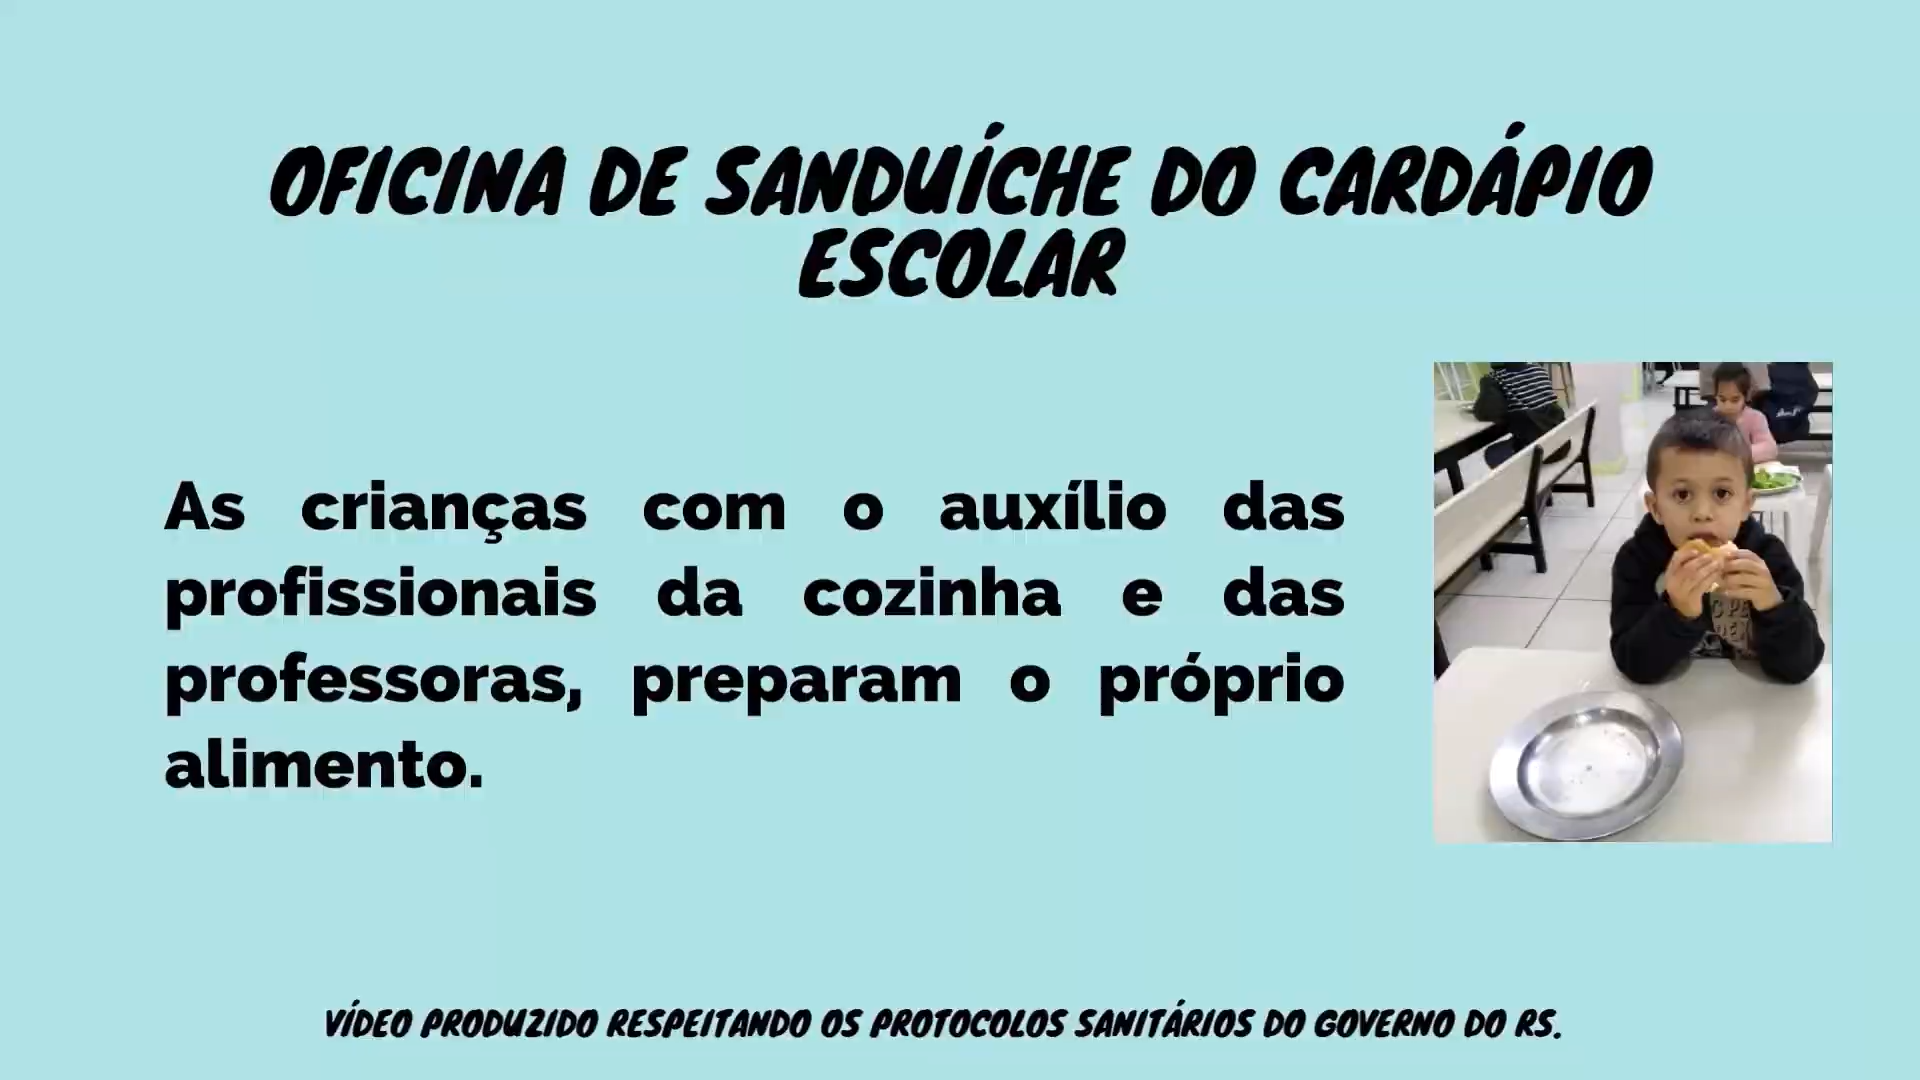 OFICINA DE SANDUÍCHE DO CARDÁPIO
ESCOLAR
As crianças com o auxílio das
profissionais da cozinha e das
professoras, preparam o próprio
alimento.
VÍDEO PRODUZIDO RESPEITANDO OS PROTOCOLOS SANITÁRIOS DO GOVERNO DO RS.